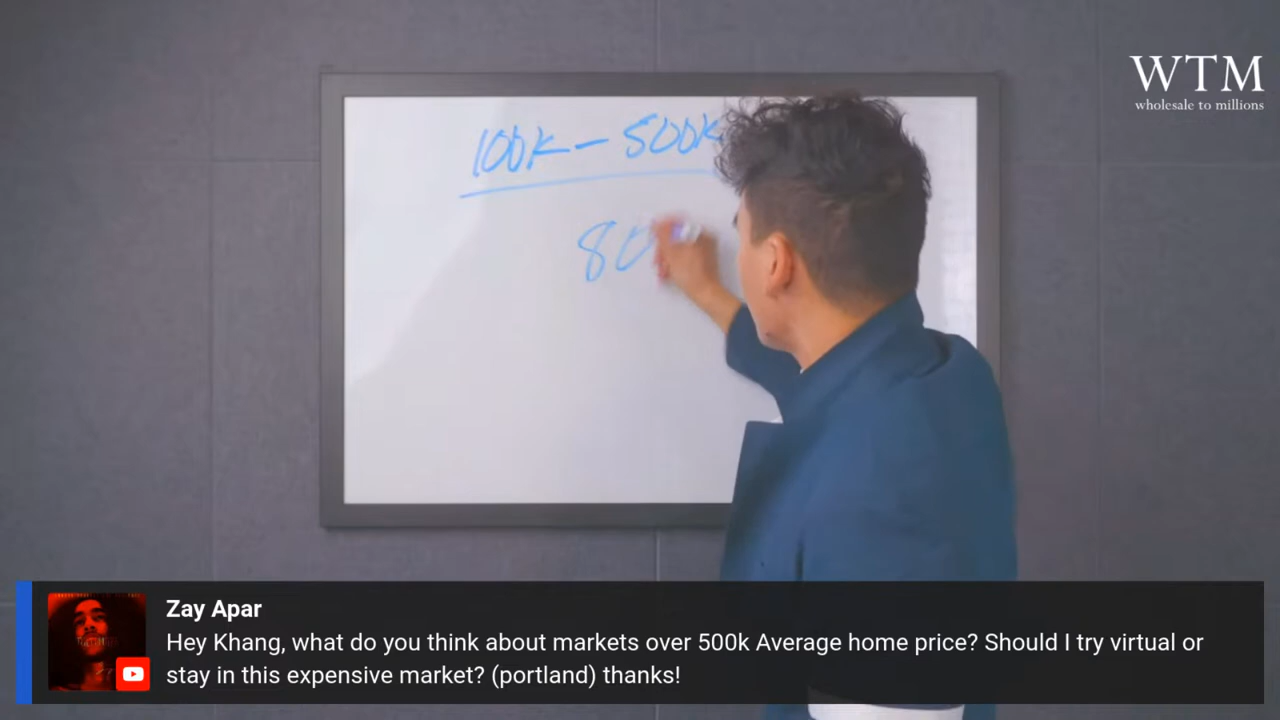 WTM
wholesale to millions
100K - 500K
80
Zay Apar
Hey Khang, what do you think about markets over 500k Average home price? Should I try virtual or
stay in this expensive market? (portland) thanks!